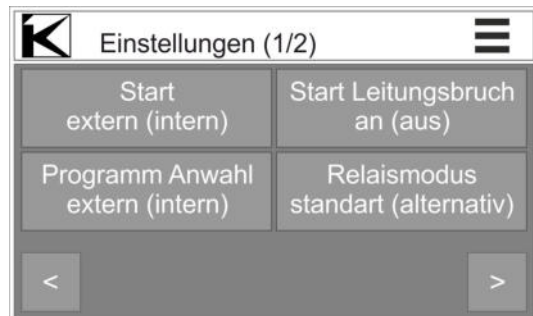 K
Einstellungen (1/2)
Start
extern (intern)
Start Leitungsbruch
an (aus)
Programm Anwahl
extern (intern)
Relaismodus
standart (alternativ)
<
>